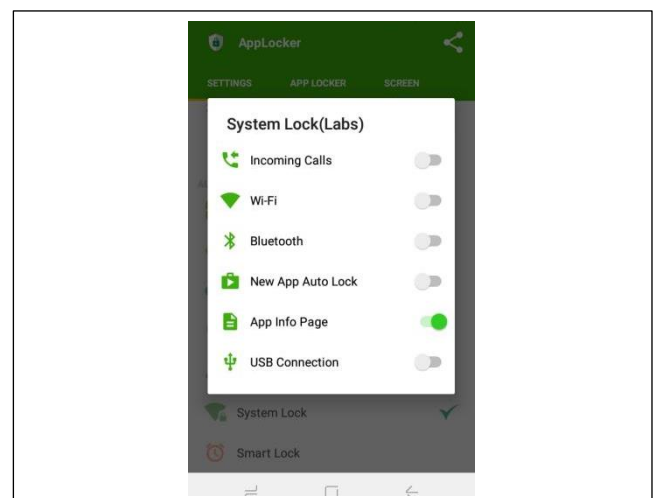 AppLocker
SETTINGS APP LOCKER SCREEN
System Lock(Labs)
Incoming Calls
Wi-Fi
Bluetooth
New App Auto Lock
App Info Page
USB Connection
System Lock
Smart Lock